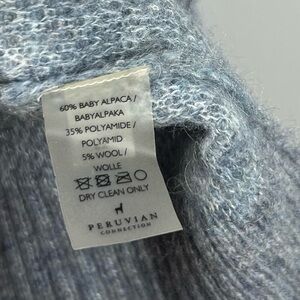 60% BABY ALPACA /
BABYALPAKA
35% POLYAMIDE /
POLYAMID
5% WOOL /
WOLLE
DRY CLEAN ONLY
PERUVIAN
CONNECTION